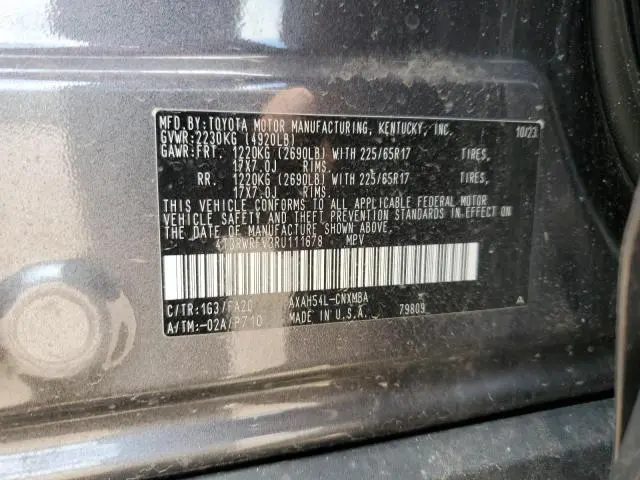 MFD.BY:TOYOTA MOTOR MANUFACTURING, KENTUCKY, INC. 10/23
GVWR:2230KG (4920LB)
GAWR:FRT. 1220KG (2690LB) WITH 225/65R17 TIRES,
17X7.0J RIMS.
RR. 1220KG (2690LB) WITH 225/65R17 TIRES,
17X7.0J RIMS.
THIS VEHICLE CONFORMS TO ALL APPLICABLE FEDERAL MOTOR
VEHICLE SAFETY AND THEFT PREVENTION STANDARDS IN EFFECT
ON THE DATE OF MANUFACTURE
MPV
C/TR:1G3/FA20 AXAH54L-CNXMBA A
A/TM:-02A/P710 MADE IN U.S.A. 79809